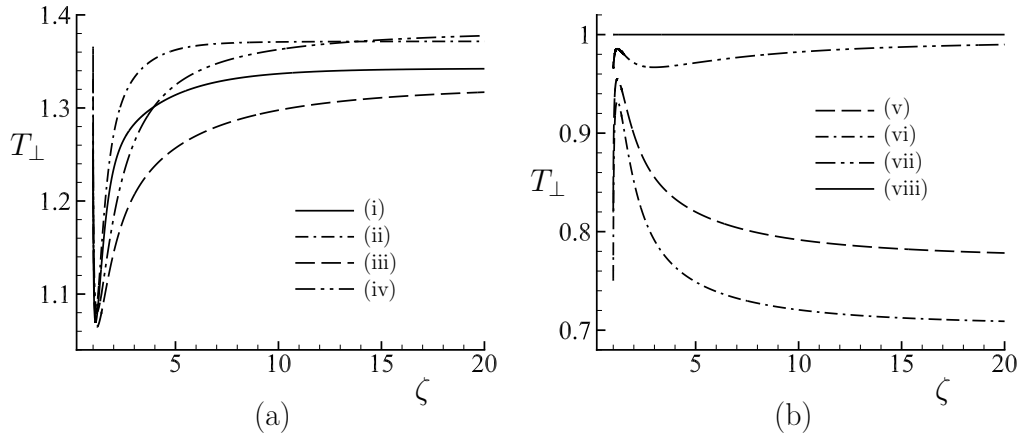 1.4
1.3
1.2
1.1
T⊥
(i)
(ii)
(iii)
(iv)
5
10
15
20
ζ
(a)
1
0.9
0.8
0.7
T⊥
(v)
(vi)
(vii)
(viii)
5
10
15
20
ζ
(b)